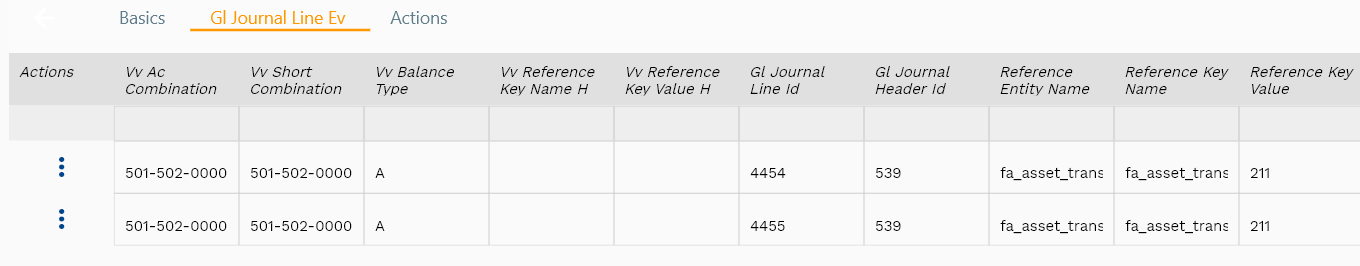 Basics Gl Journal Line Ev Actions
Actions Vv Ac Combination Vv Short Combination Vv Balance Type Vv Reference Key Name H Vv Reference Key Value H Gl Journal Line Id Gl Journal Header Id Reference Entity Name Reference Key Name Reference Key Value
501-502-0000 501-502-0000 A 4454 539 fa_asset_trans fa_asset_trans 211
501-502-0000 501-502-0000 A 4455 539 fa_asset_trans fa_asset_trans 211